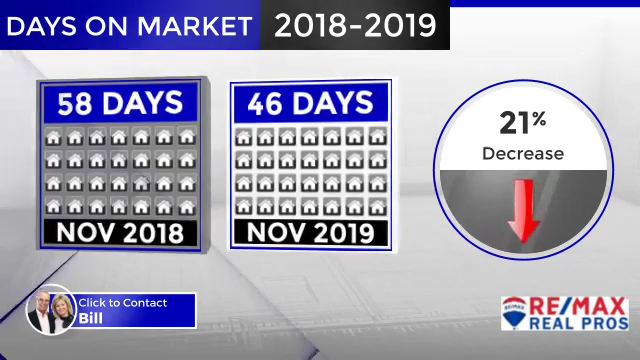 DAYS ON MARKET
2018-2019
58 DAYS
NOV 2018
46 DAYS
NOV 2019
21%
Decrease
Click to Contact
Bill
RE/MAX
REAL PROS